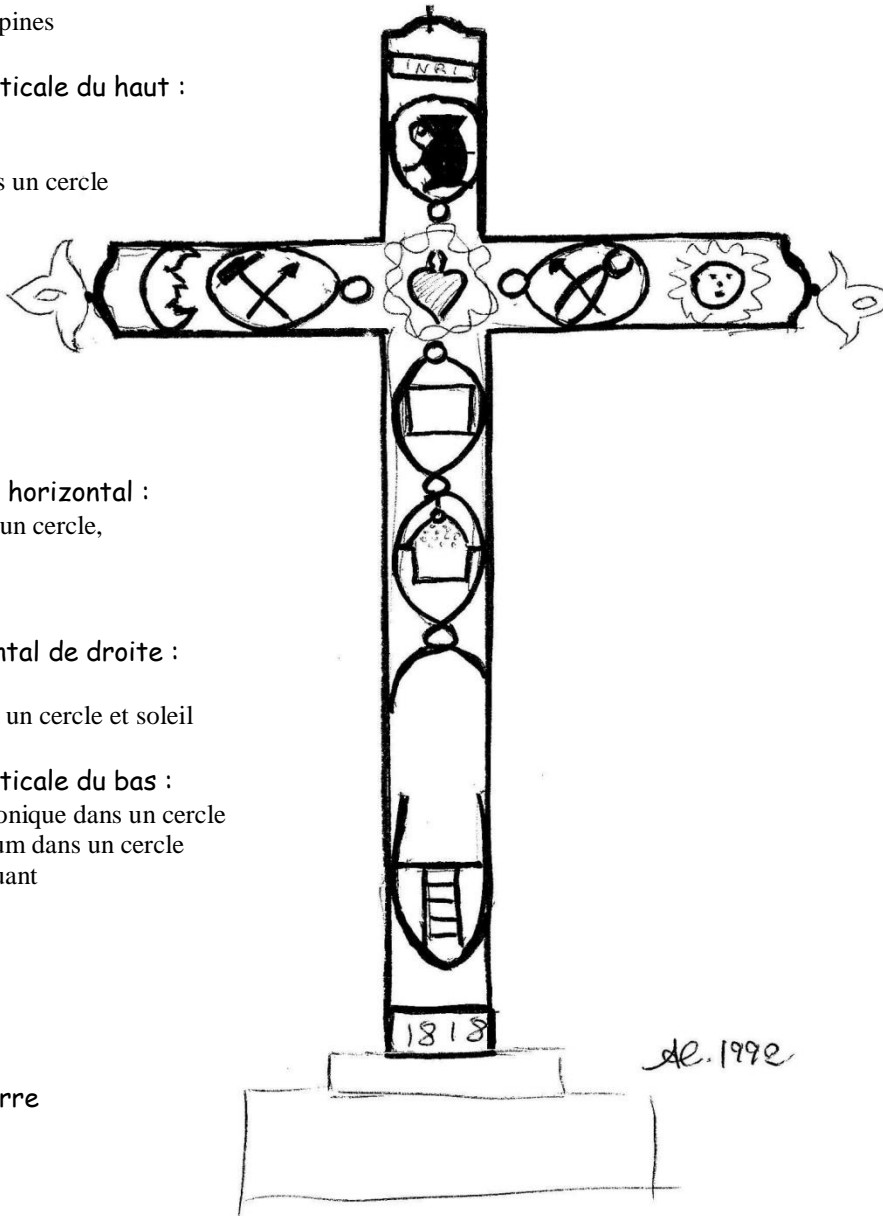 pines
INRI
ticale du haut :
s un cercle
horizontal :
un cercle,
ntal de droite :
un cercle et soleil
ticale du bas :
onique dans un cercle
um dans un cercle
uant
1818
Al. 1992
rre